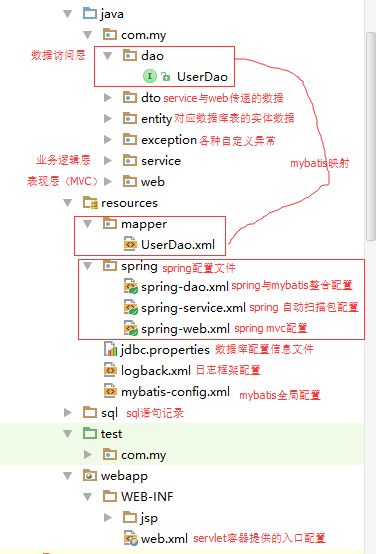 java
com.my
数据访问层 dao
I UserDao
dto service与web传递的数据
entity 对应数据库表的实体数据
exception 各种自定义异常
业务逻辑层 service
mybatis映射
表现层（MVC） web
resources
mapper
UserDao.xml
spring spring配置文件
spring-dao.xml spring与mybatis整合配置
spring-service.xml spring 自动扫描包配置
spring-web.xml spring mvc配置
jdbc.properties 数据库配置信息文件
logback.xml 日志框架配置
mybatis-config.xml mybatis全局配置
sql sql语句记录
test
com.my
webapp
WEB-INF
jsp
web.xml servlet容器提供的入口配置